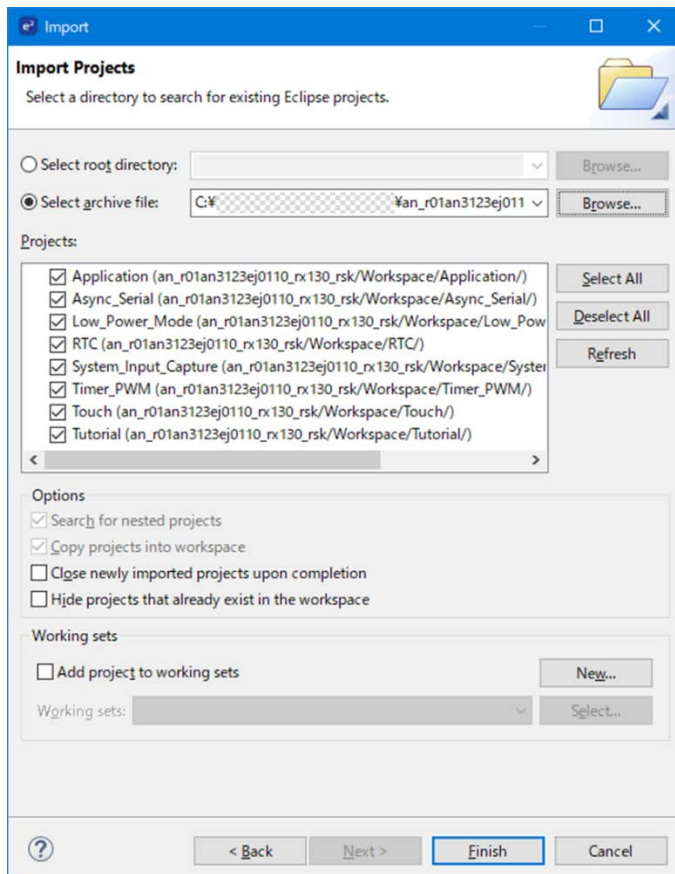 e² Import
Import Projects
Select a directory to search for existing Eclipse projects.
Select root directory:
Browse...
Select archive file:
C:¥ ¥an_r01an3123ej011
Browse...
Projects:
Application (an_r01an3123ej0110_rx130_rsk/Workspace/Application/)
Async_Serial (an_r01an3123ej0110_rx130_rsk/Workspace/Async_Serial/)
Low_Power_Mode (an_r01an3123ej0110_rx130_rsk/Workspace/Low_Pow
RTC (an_r01an3123ej0110_rx130_rsk/Workspace/RTC/)
System_Input_Capture (an_r01an3123ej0110_rx130_rsk/Workspace/System
Timer_PWM (an_r01an3123ej0110_rx130_rsk/Workspace/Timer_PWM/)
Touch (an_r01an3123ej0110_rx130_rsk/Workspace/Touch/)
Tutorial (an_r01an3123ej0110_rx130_rsk/Workspace/Tutorial/)
Select All
Deselect All
Refresh
Options
Search for nested projects
Copy projects into workspace
Close newly imported projects upon completion
Hide projects that already exist in the workspace
Working sets
Add project to working sets
New...
Working sets:
Select...
?
< Back
Next >
Finish
Cancel